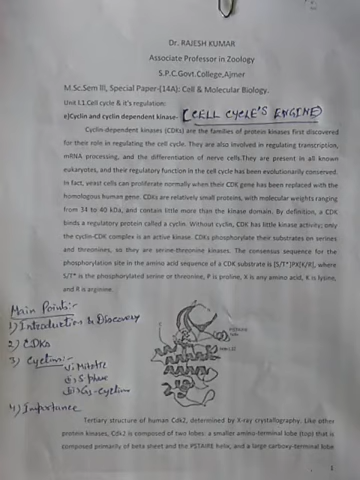 Dr. RAJESH KUMAR
Associate Professor in Zoology
S.P.C.Govt.College,Ajmer
M.Sc.Sem III, Special Paper-(14A): Cell & Molecular Biology.
Unit I.1.Cell cycle & it's regulation:
e)Cyclin and cyclin dependent kinase- [CELL CYCLE'S ENGINE)
Cyclin-dependent kinases (CDKs) are the families of protein kinases first discovered
for their role in regulating the cell cycle. They are also involved in regulating transcription,
mRNA processing, and the differentiation of nerve cells.They are present in all known
eukaryotes, and their regulatory function in the cell cycle has been evolutionarily conserved.
In fact, yeast cells can proliferate normally when their CDK gene has been replaced with the
homologous human gene. CDKs are relatively small proteins, with molecular weights ranging
from 34 to 40 kDa, and contain little more than the kinase domain. By definition, a CDK
binds a regulatory protein called a cyclin. Without cyclin, CDK has little kinase activity; only
the cyclin-CDK complex is an active kinase. CDKs phosphorylate their substrates on serines
and threonines, so they are serine-threonine kinases. The consensus sequence for the
phosphorylation site in the amino acid sequence of a CDK substrate is [S/T*]PX[K/R], where
S/T* is the phosphorylated serine or threonine, P is proline, X is any amino acid, K is lysine,
and R is arginine.
Main Points:-
1) Introduction & Discovery
2) CDKs
3) Cyclins:-
i) Mitotic
ii) S phase
iii) G1-Cyclin
4) Importance
PSTAIRE
Tertiary structure of human Cdk2, determined by X-ray crystallography. Like other
protein kinases, Cdk2 is composed of two lobes: a smaller amino-terminal lobe (top) that is
composed primarily of beta sheet and the PSTAIRE helix, and a large carboxy-terminal lobe
1